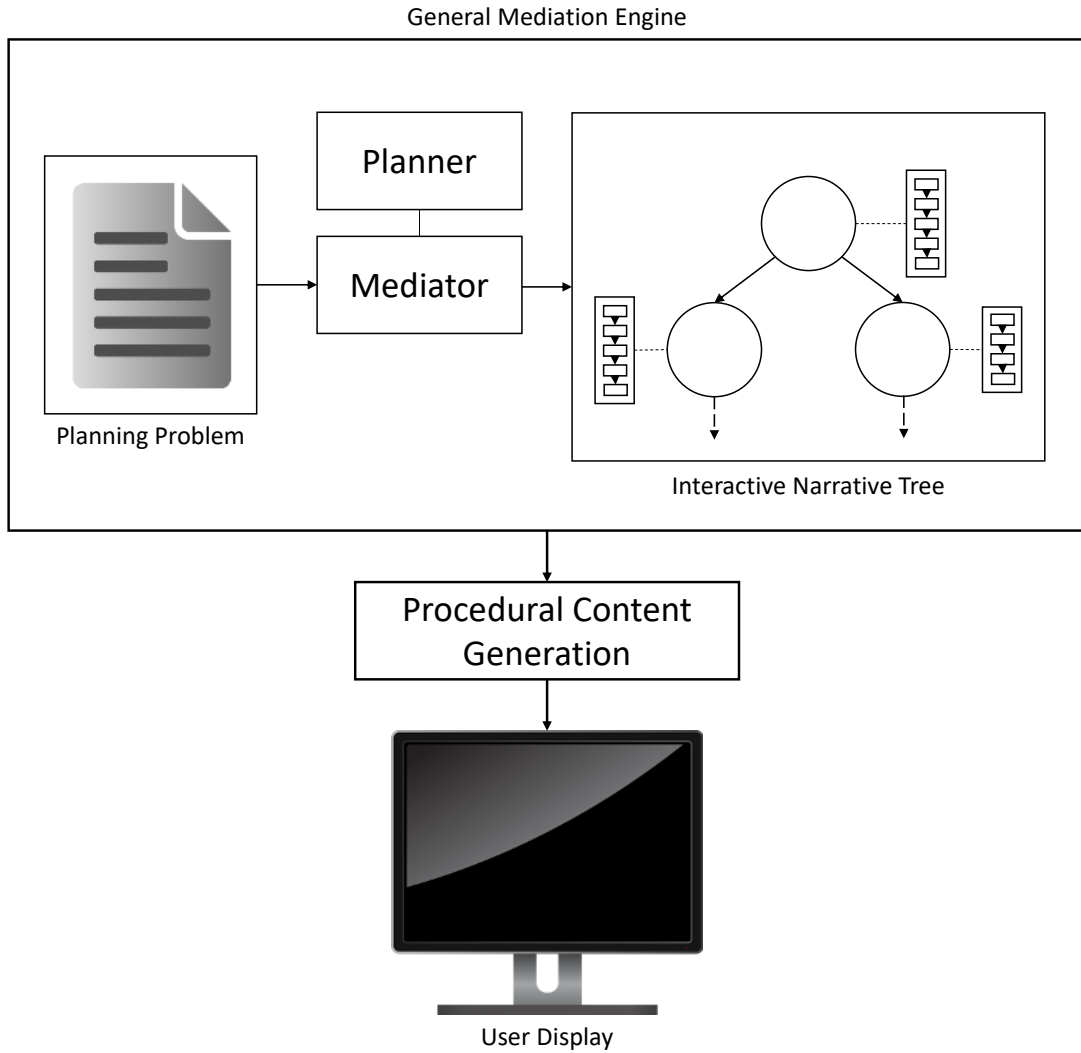 General Mediation Engine
Planner
Mediator
Planning Problem
Interactive Narrative Tree
Procedural Content
Generation
User Display